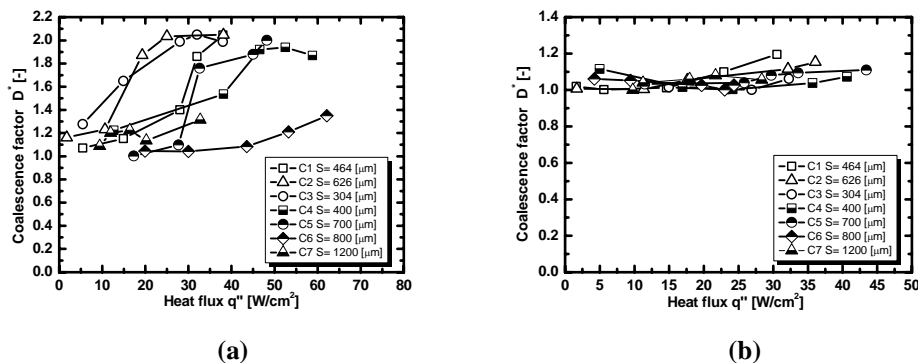 (a)
Coalescence factor D* [-]
2.2
2.0
1.8
1.6
1.4
1.2
1.0
0.8
0.6
0.4
0.2
0.0
C1 S= 464 [μm]
C2 S= 626 [μm]
C3 S= 304 [μm]
C4 S= 400 [μm]
C5 S= 700 [μm]
C6 S= 800 [μm]
C7 S= 1200 [μm]
0 10 20 30 40 50 60 70 80
Heat flux q" [W/cm²]
(a)
(b)
Coalescence factor D* [-]
1.4
1.2
1.0
0.8
0.6
0.4
0.2
0.0
C1 S= 464 [μm]
C2 S= 626 [μm]
C3 S= 304 [μm]
C4 S= 400 [μm]
C5 S= 700 [μm]
C6 S= 800 [μm]
C7 S= 1200 [μm]
0 5 10 15 20 25 30 35 40 45 50
Heat flux q" [W/cm²]
(b)